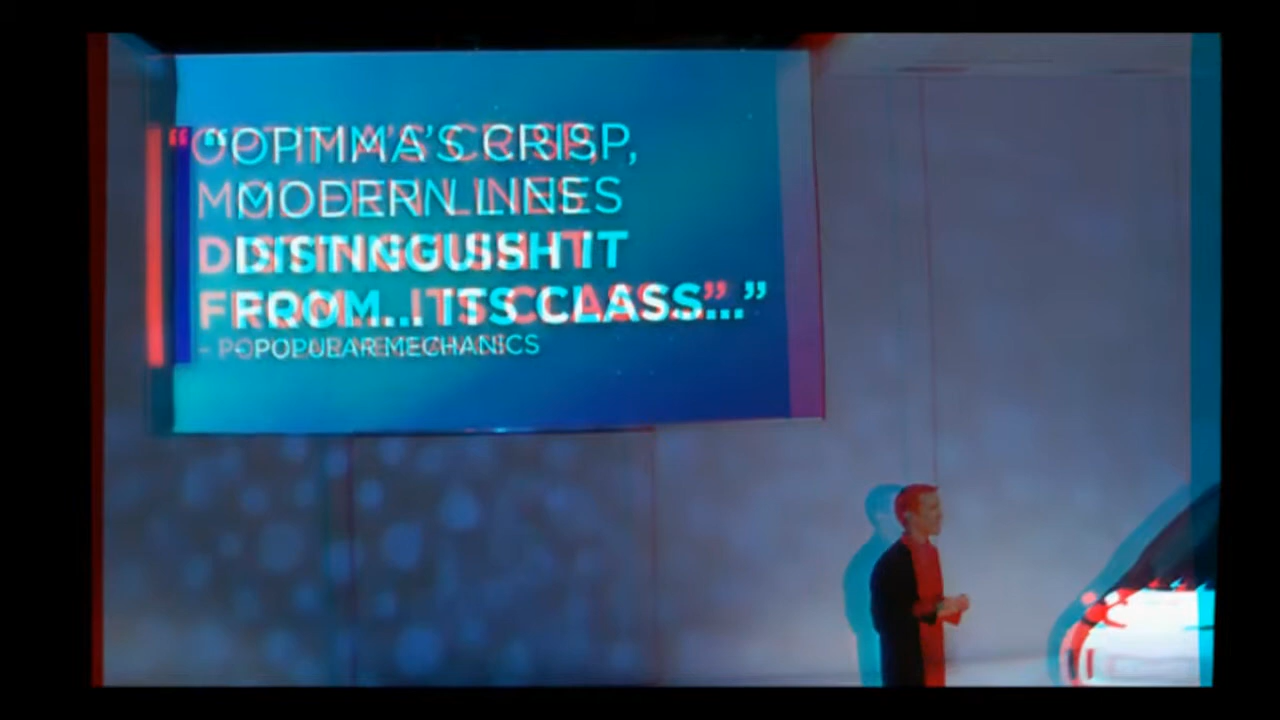 “OPTIMA’S CRISP,
MODERN LINES
DISTINGUISH IT
FROM... ITS CLASS...”
- POPULAR MECHANICS